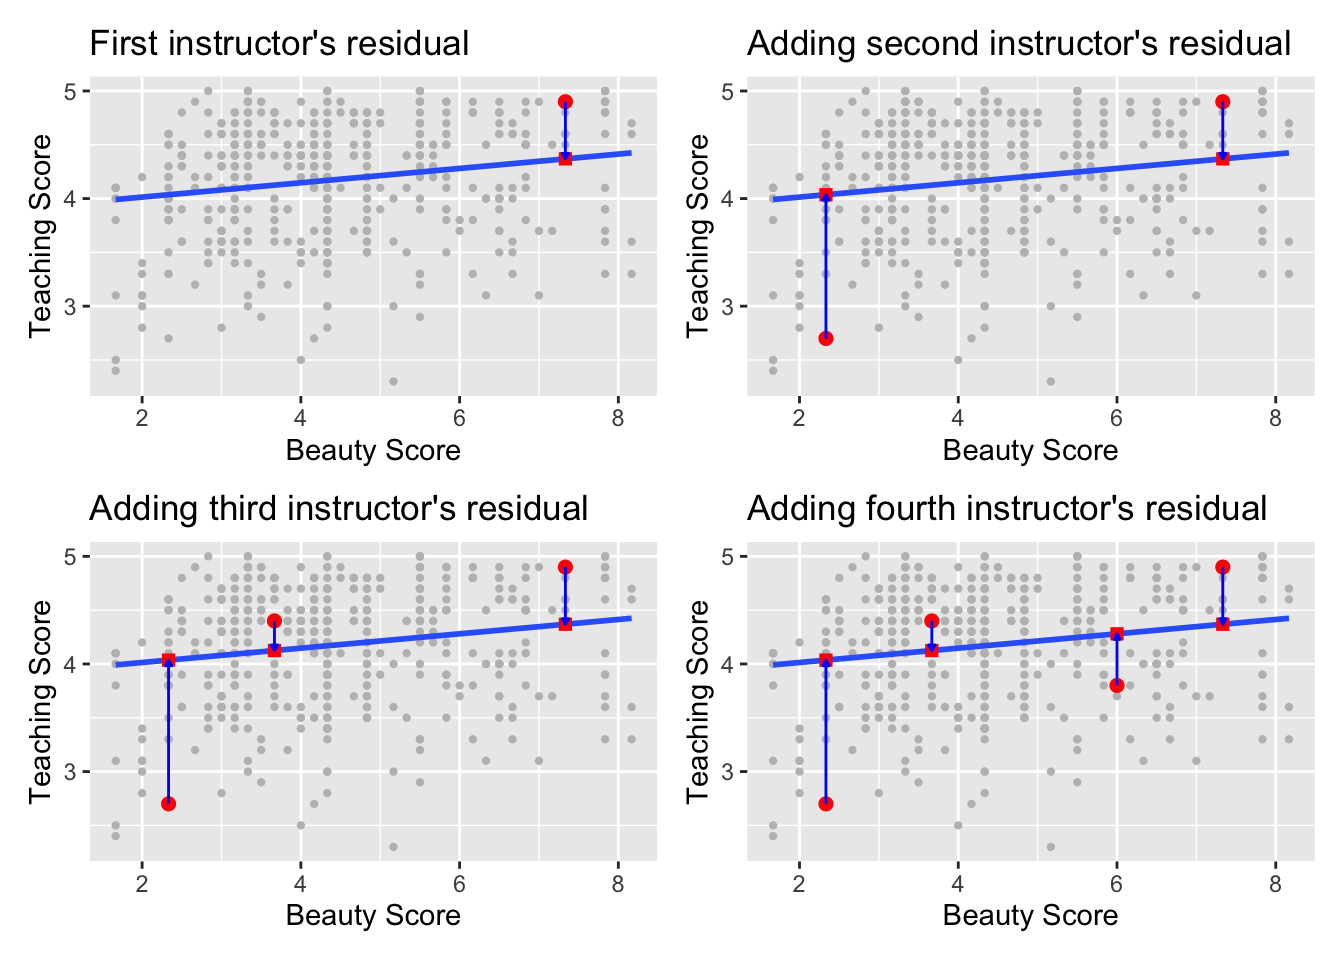 First instructor's residual
5
4
3
Teaching Score
2 4 6 8
Beauty Score
Adding second instructor's residual
5
4
3
Teaching Score
2 4 6 8
Beauty Score
Adding third instructor's residual
5
4
3
Teaching Score
2 4 6 8
Beauty Score
Adding fourth instructor's residual
5
4
3
Teaching Score
2 4 6 8
Beauty Score